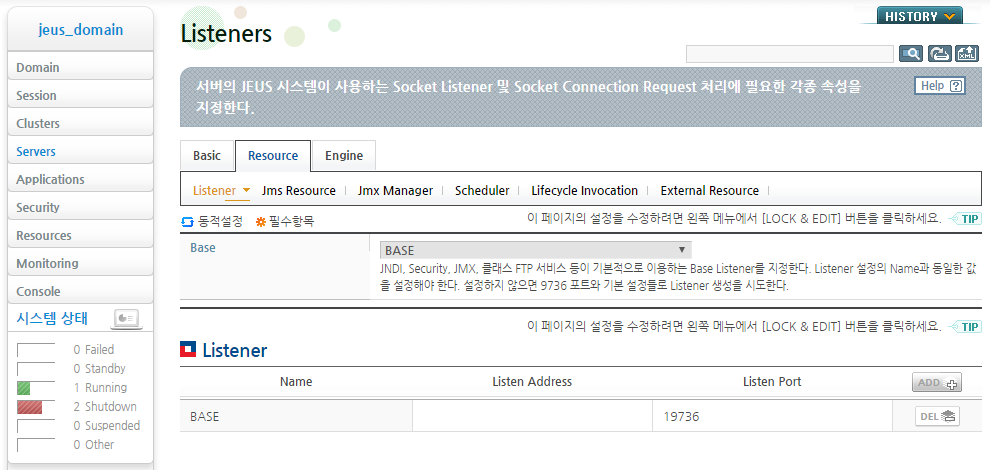 jeus_domain
Domain
Session
Clusters
Servers
Applications
Security
Resources
Monitoring
Console
시스템 상태
0 Failed
0 Standby
1 Running
2 Shutdown
0 Suspended
0 Other
HISTORY
Listeners
XML
서버의 JEUS 시스템이 사용하는 Socket Listener 및 Socket Connection Request 처리에 필요한 각종 속성을
지정한다.
Help ?
Basic Resource Engine
Listener Jms Resource Jmx Manager Scheduler Lifecycle Invocation External Resource
동적설정 필수항목 이 페이지의 설정을 수정하려면 왼쪽 메뉴에서 [LOCK & EDIT] 버튼을 클릭하세요. TIP
Base BASE
JNDI, Security, JMX, 클래스 FTP 서비스 등이 기본적으로 이용하는 Base Listener를 지정한다. Listener 설정의 Name과 동일한 값
을 설정해야 한다. 설정하지 않으면 9736 포트와 기본 설정들로 Listener 생성을 시도한다.
이 페이지의 설정을 수정하려면 왼쪽 메뉴에서 [LOCK & EDIT] 버튼을 클릭하세요. TIP
Listener
Name Listen Address Listen Port ADD
BASE 19736 DEL